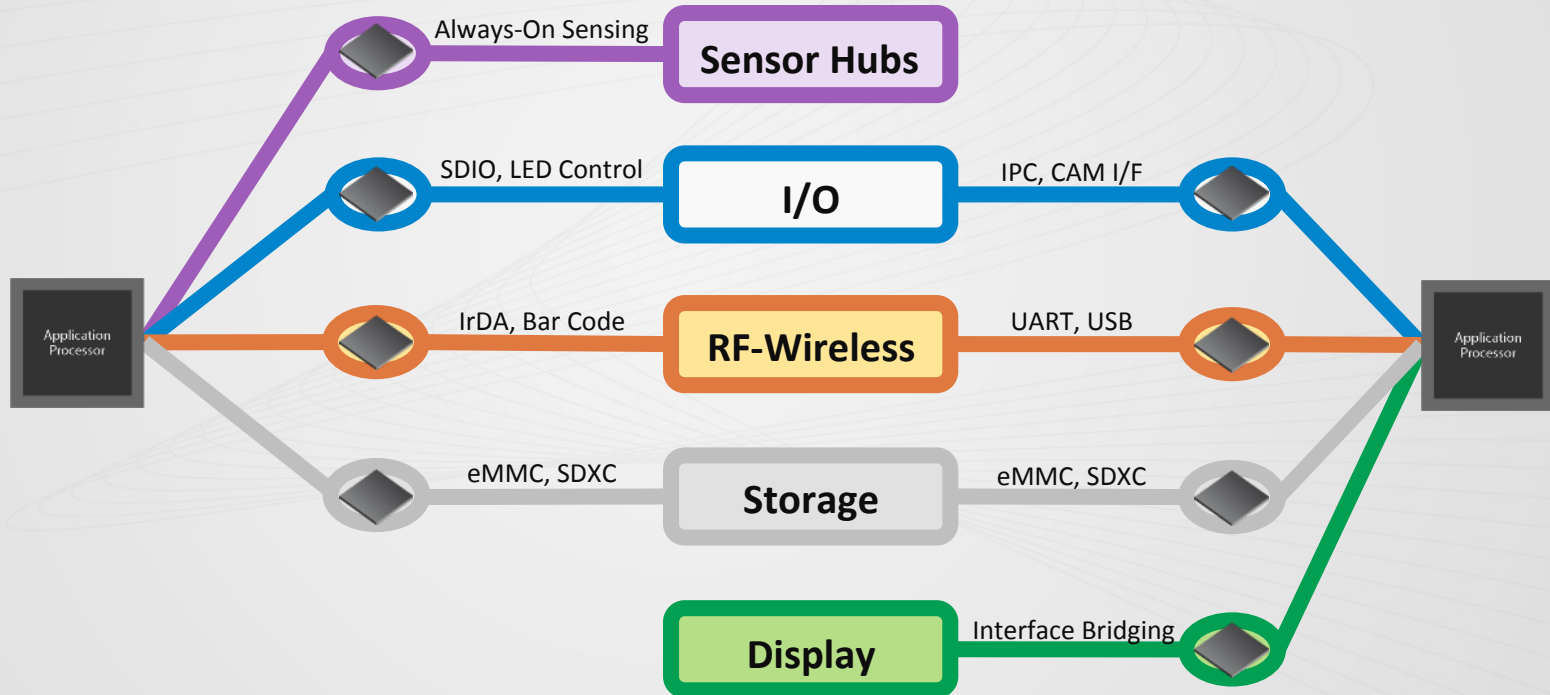 Always-On Sensing
Sensor Hubs
SDIO, LED Control
I/O
IPC, CAM I/F
Application
Processor
IrDA, Bar Code
RF-Wireless
UART, USB
Application
Processor
eMMC, SDXC
Storage
eMMC, SDXC
Display
Interface Bridging